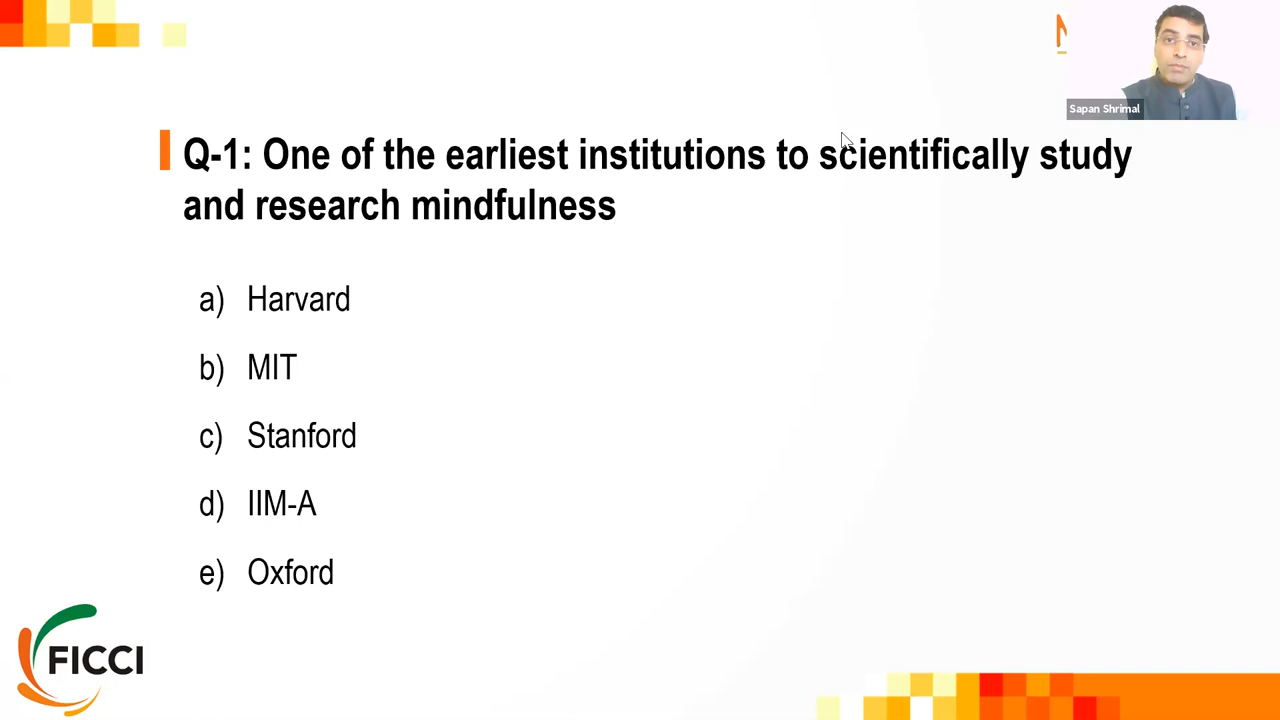 Sapan Shrimal
Q-1: One of the earliest institutions to scientifically study
and research mindfulness
a) Harvard
b) MIT
c) Stanford
d) IIM-A
e) Oxford
FICCI